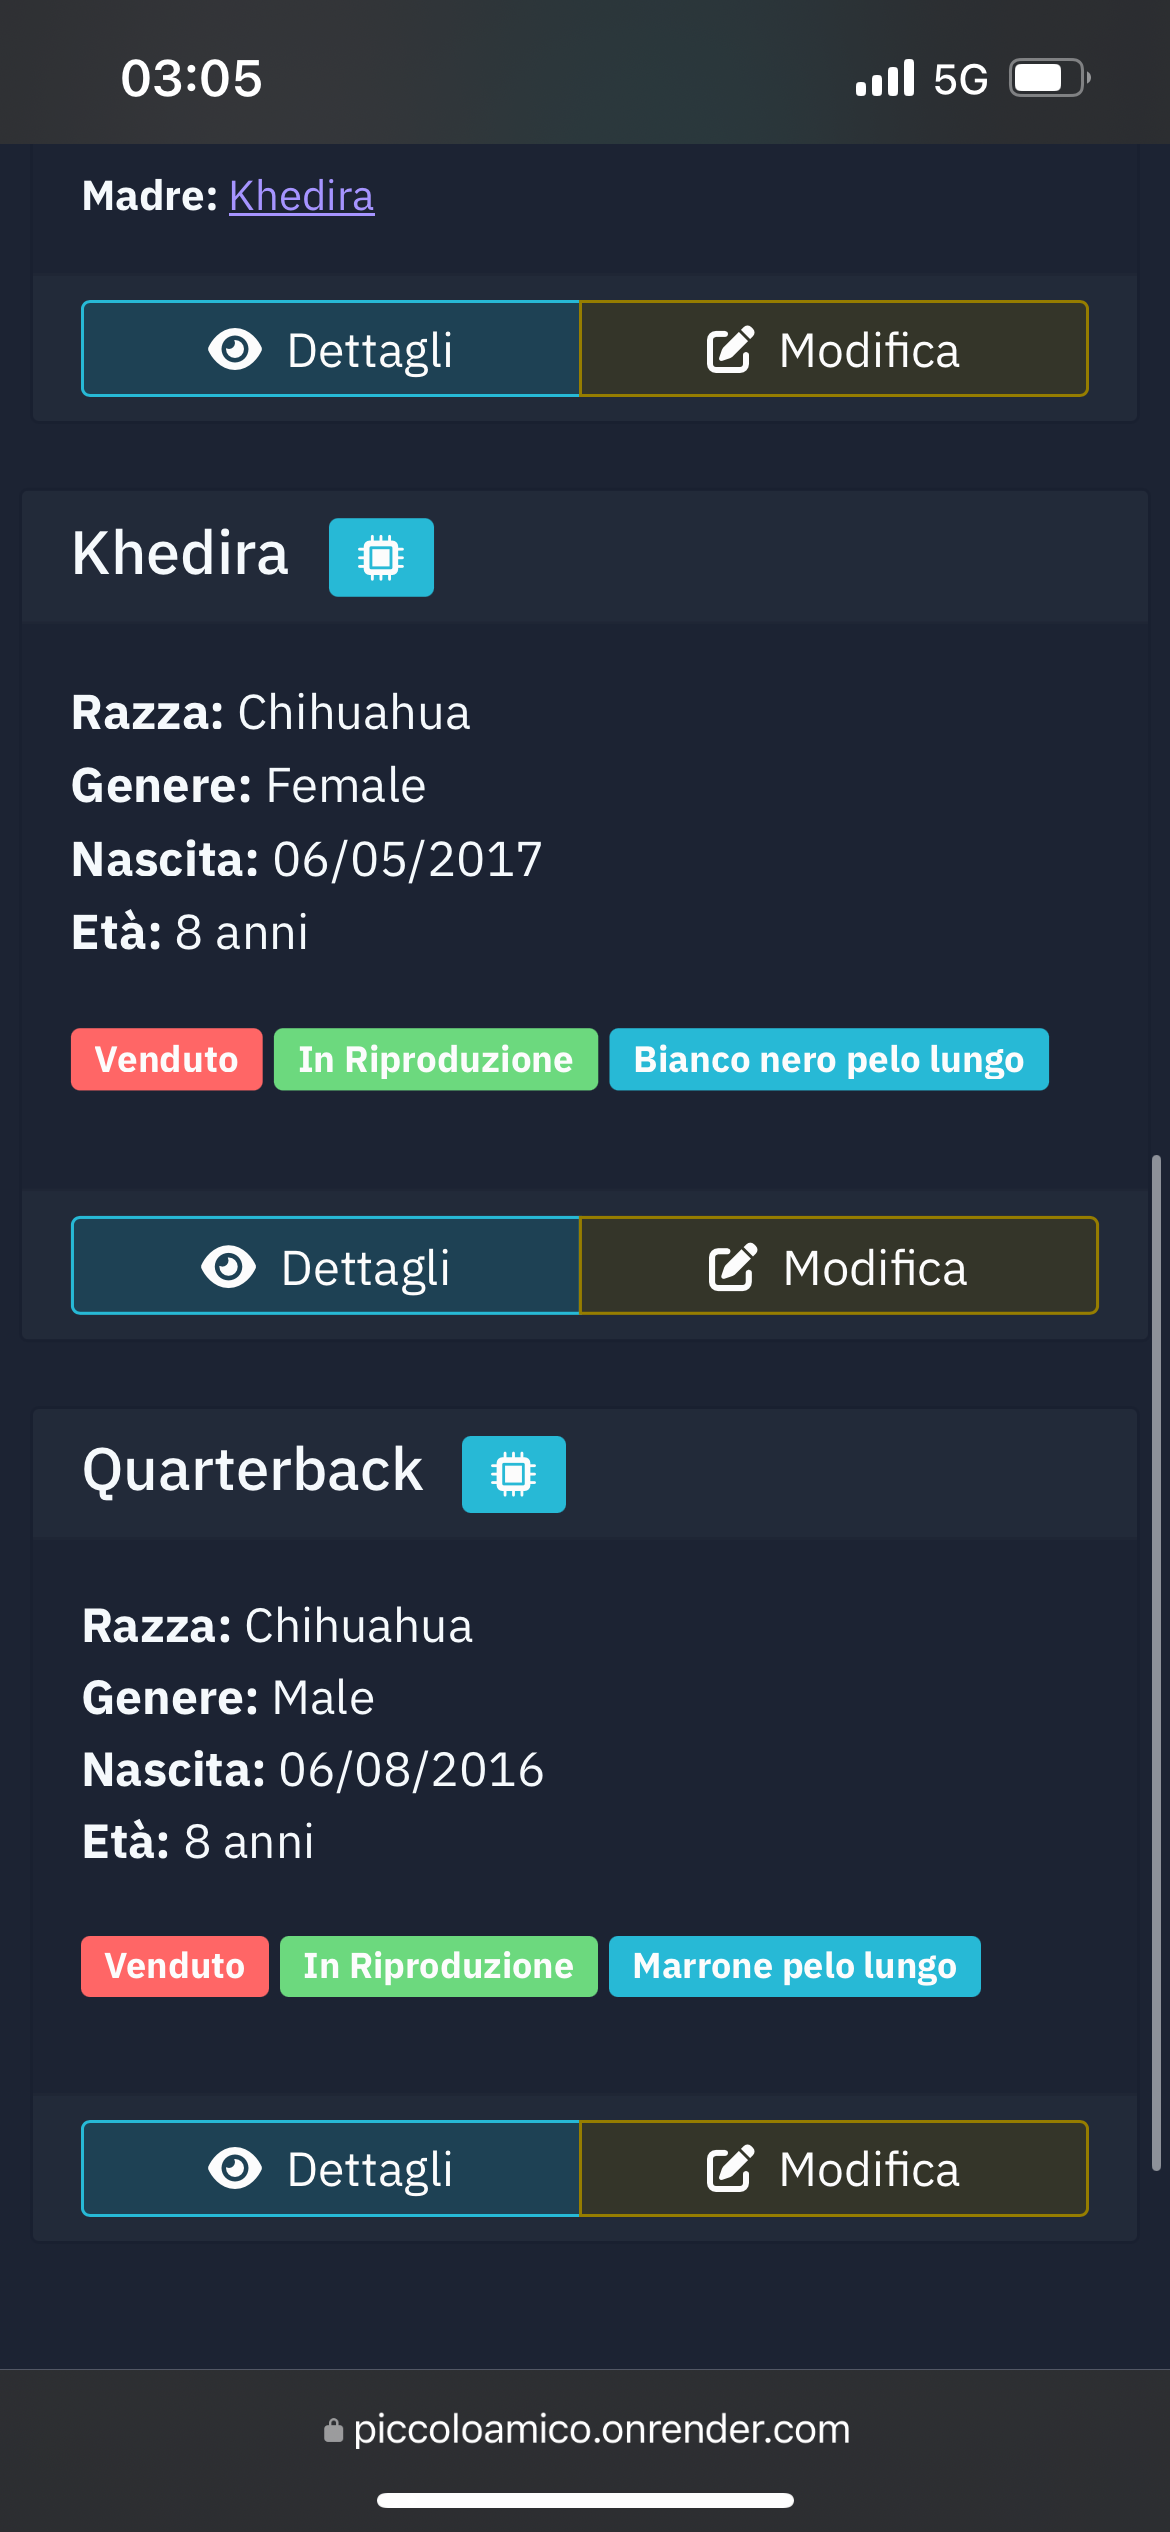 03:05 5G
Madre: Khedira
Dettagli Modifica
Khedira
Razza: Chihuahua
Genere: Female
Nascita: 06/05/2017
Età: 8 anni
Venduto In Riproduzione Bianco nero pelo lungo
Dettagli Modifica
Quarterback
Razza: Chihuahua
Genere: Male
Nascita: 06/08/2016
Età: 8 anni
Venduto In Riproduzione Marrone pelo lungo
Dettagli Modifica
piccoloamico.onrender.com